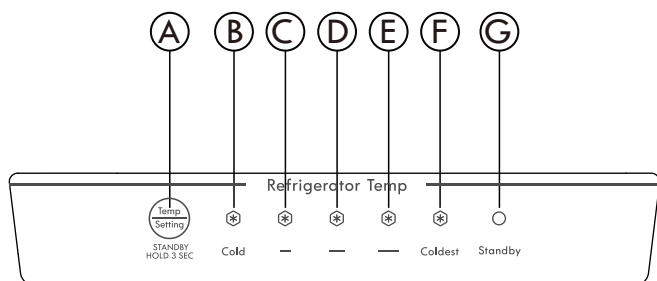 A B C D E F G
Refrigerator Temp
Temp
Setting
STANDBY
HOLD 3 SEC
Cold — — — Coldest Standby